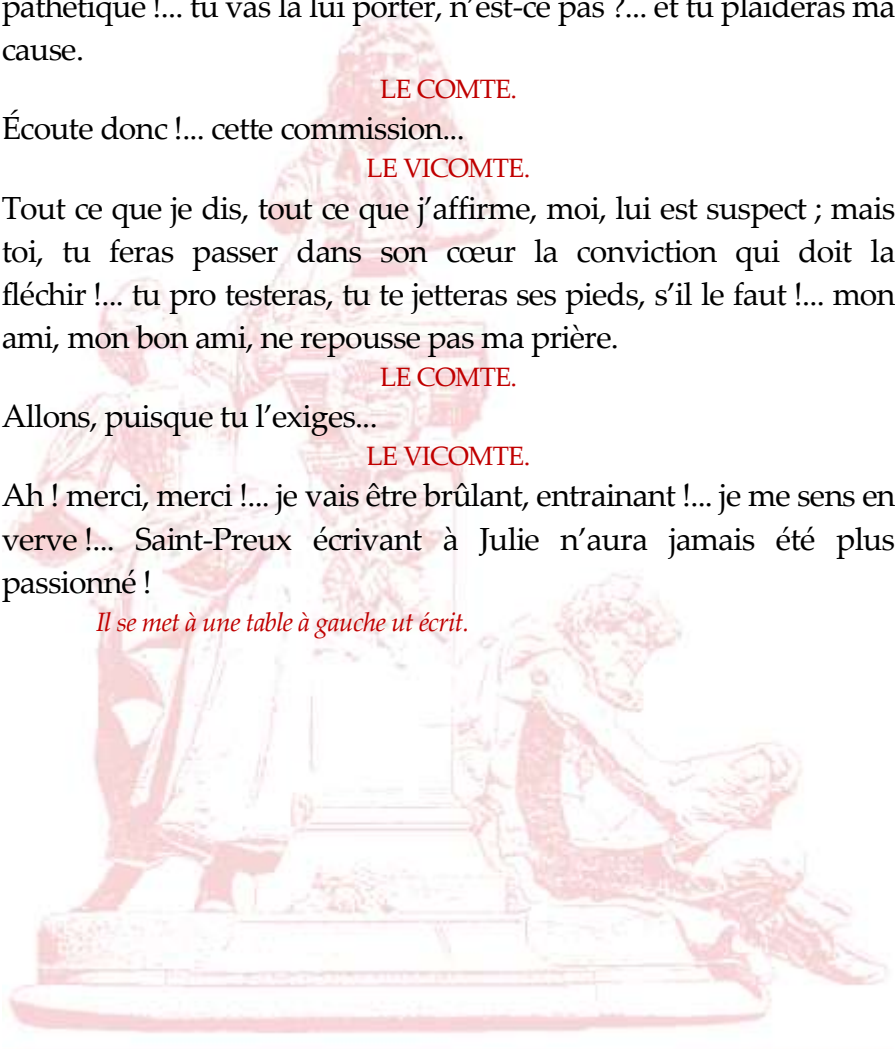 pathétique !... tu vas la lui porter, n’est-ce pas ?... et tu plaideras ma
cause.
LE COMTE.
Écoute donc !... cette commission...
LE VICOMTE.
Tout ce que je dis, tout ce que j’affirme, moi, lui est suspect ; mais
toi, tu feras passer dans son cœur la conviction qui doit la
fléchir !... tu pro testeras, tu te jetteras ses pieds, s’il le faut !... mon
ami, mon bon ami, ne repousse pas ma prière.
LE COMTE.
Allons, puisque tu l’exiges...
LE VICOMTE.
Ah ! merci, merci !... je vais être brûlant, entrainant !... je me sens en
verve !... Saint-Preux écrivant à Julie n’aura jamais été plus
passionné !
Il se met à une table à gauche ut écrit.